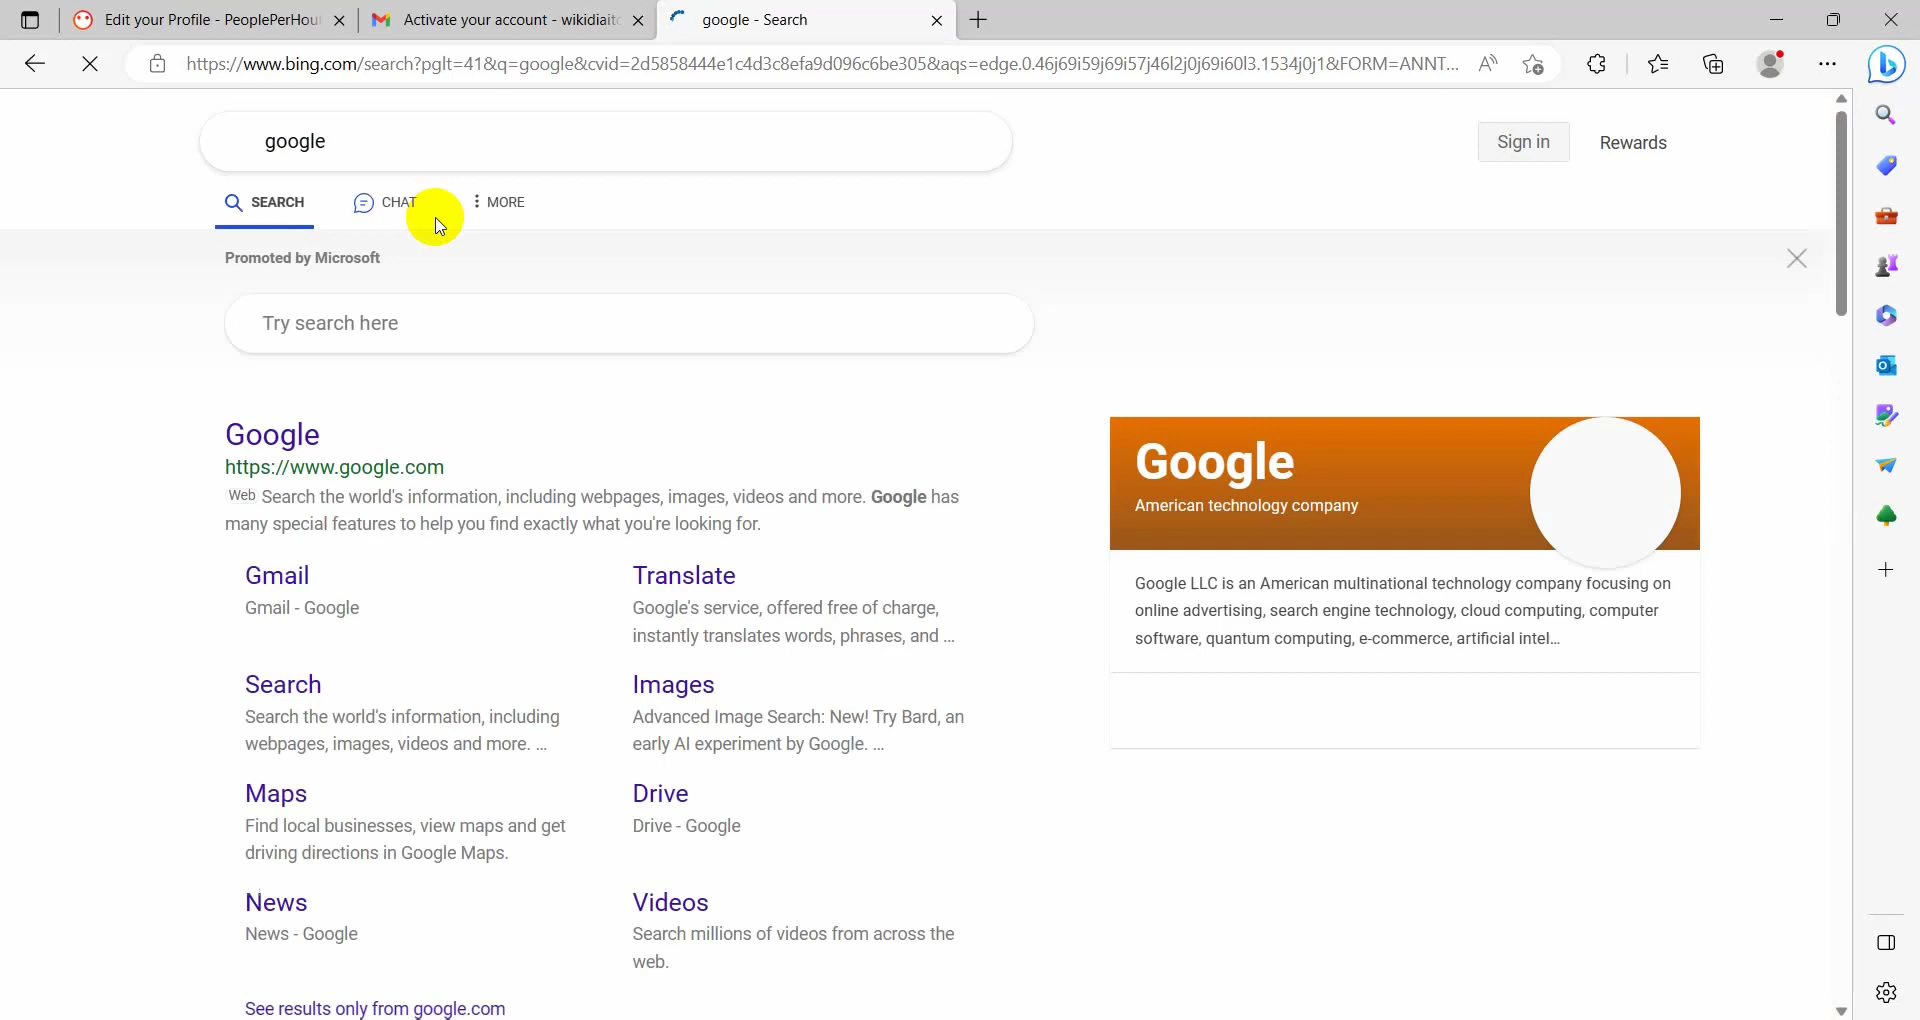 Edit your Profile - PeoplePerHou
Activate your account - wikidiait
google - Search
https://www.bing.com/search?pglt=41&q=google&cvid=2d5858444e1c4d3c8efa9d096c6be305&aqs=edge.0.46j69i59j69i57j46l2j0j69i60l3.1534j0j1&FORM=ANNT...
google
Sign in
Rewards
SEARCH
CHAT
MORE
Promoted by Microsoft
Try search here
Google
https://www.google.com
Web Search the world's information, including webpages, images, videos and more. Google has
many special features to help you find exactly what you're looking for.
Gmail
Gmail - Google
Translate
Google's service, offered free of charge,
instantly translates words, phrases, and ...
Search
Search the world's information, including
webpages, images, videos and more. ...
Images
Advanced Image Search: New! Try Bard, an
early AI experiment by Google. ...
Maps
Find local businesses, view maps and get
driving directions in Google Maps.
Drive
Drive - Google
News
News - Google
Videos
Search millions of videos from across the
web.
See results only from google.com
Google
American technology company
Google LLC is an American multinational technology company focusing on
online advertising, search engine technology, cloud computing, computer
software, quantum computing, e-commerce, artificial intel...